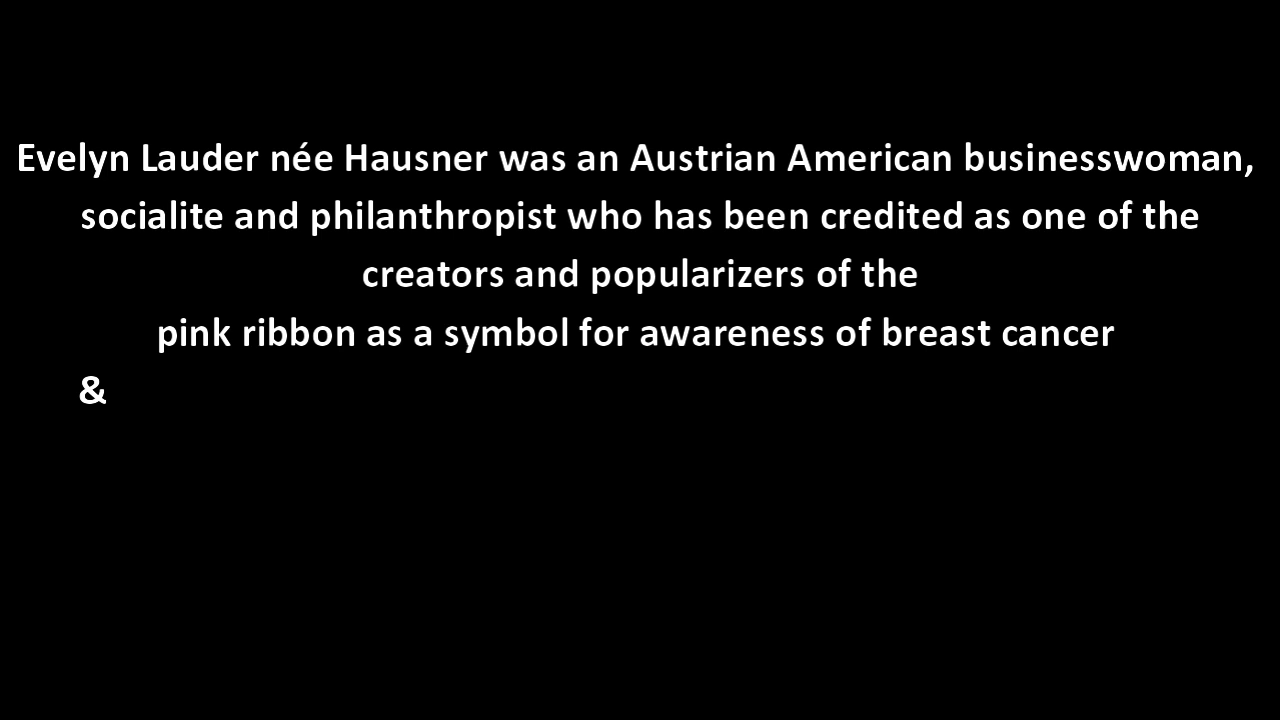 Evelyn Lauder née Hausner was an Austrian American businesswoman,
socialite and philanthropist who has been credited as one of the
creators and popularizers of the
pink ribbon as a symbol for awareness of breast cancer
&